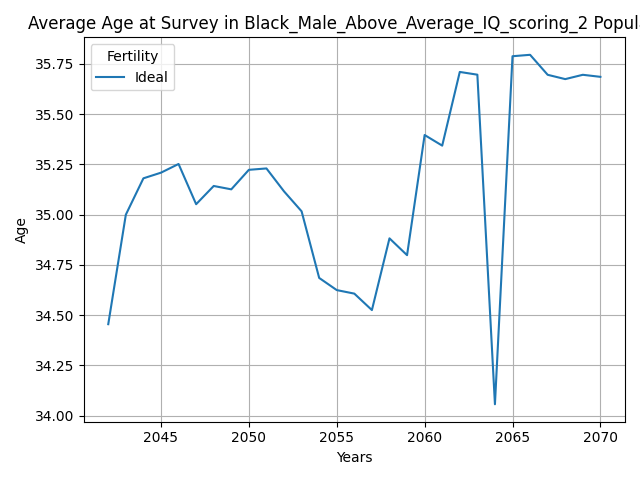 Average Age at Survey in Black_Male_Above_Average_IQ_scoring_2 Popula
Fertility
Ideal
35.75
35.50
35.25
35.00
34.75
34.50
34.25
34.00
Age
2045 2050 2055 2060 2065 2070
Years